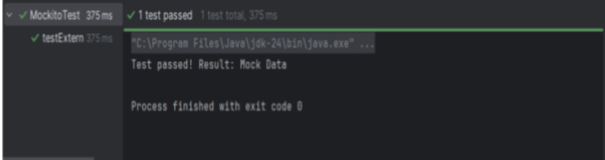 MockitoTest 375 ms
testExtern 375 ms
1 test passed 1 test total, 375 ms
"C:\Program Files\Java\jdk-24\bin\java.exe" ...
Test passed! Result: Mock Data
Process finished with exit code 0